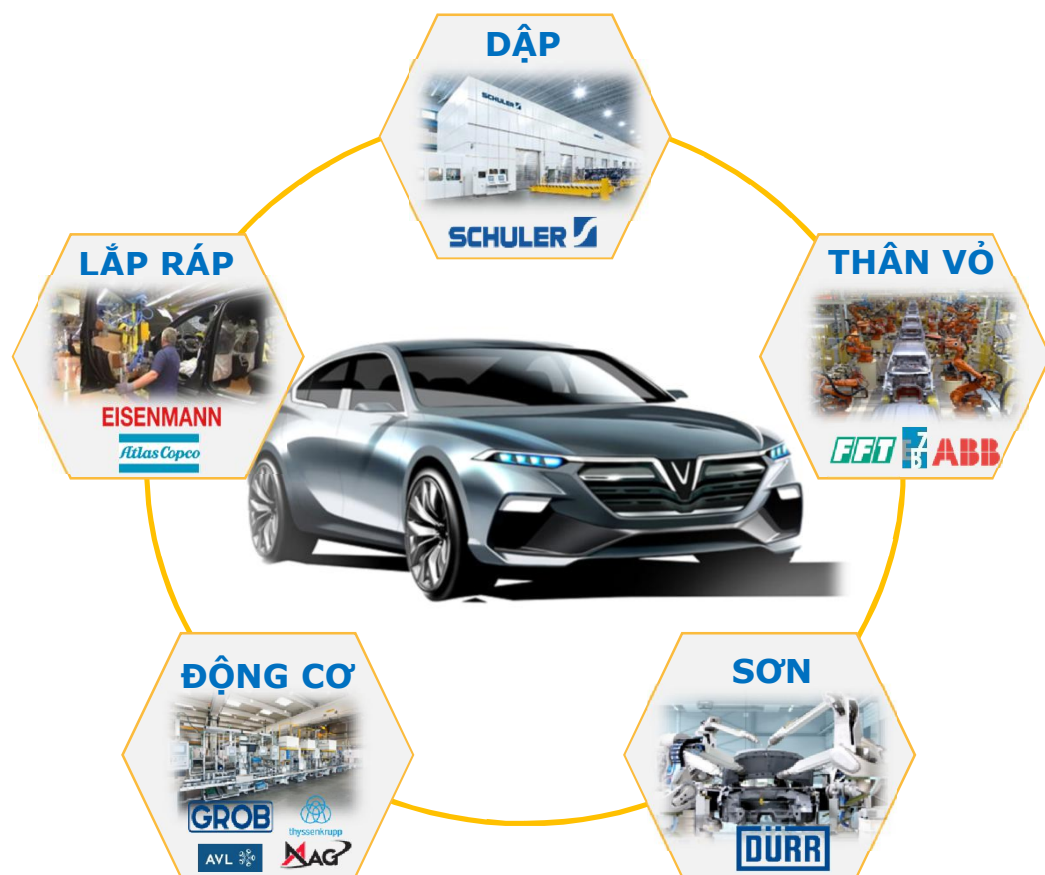 DẬP
SCHULER
SCHULER
LẮP RÁP
EISENMANN
Atlas Copco
THÂN VỎ
FFT
ABB
ĐỘNG CƠ
GROB
thyssenkrupp
AVL
MAG
SƠN
DÜRR